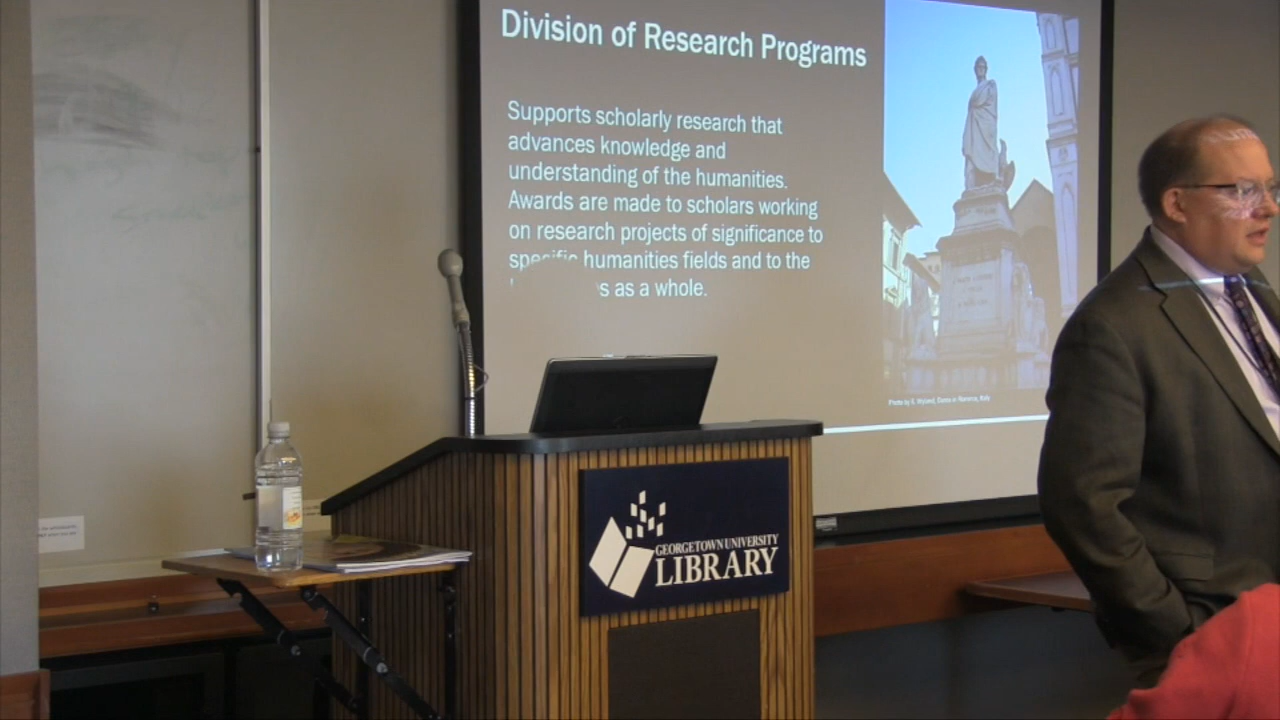 Division of Research Programs
Supports scholarly research that
advances knowledge and
understanding of the humanities.
Awards are made to scholars working
on research projects of significance to
specific humanities fields and to the
s as a whole.
GEORGETOWN UNIVERSITY
LIBRARY